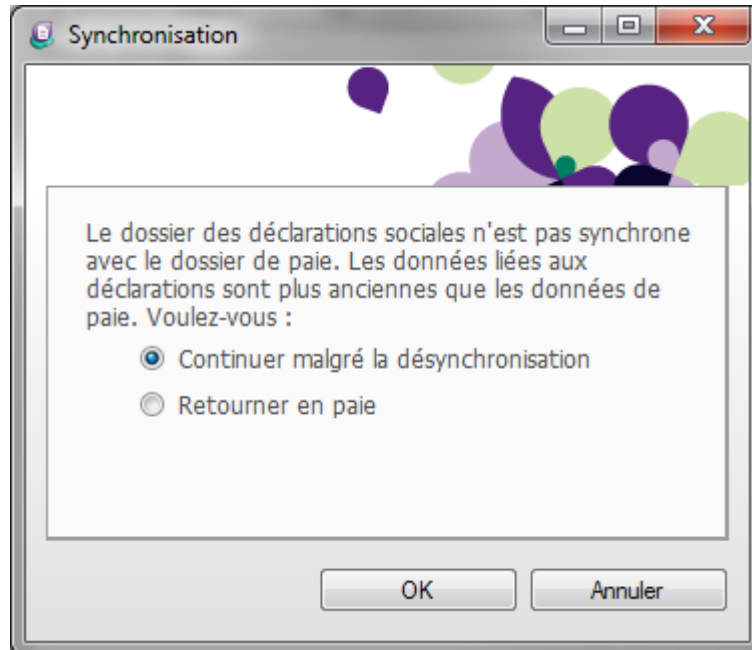 Synchronisation
Le dossier des déclarations sociales n'est pas synchrone
avec le dossier de paie. Les données liées aux
déclarations sont plus anciennes que les données de
paie. Voulez-vous :
Continuer malgré la désynchronisation
Retourner en paie
OK
Annuler